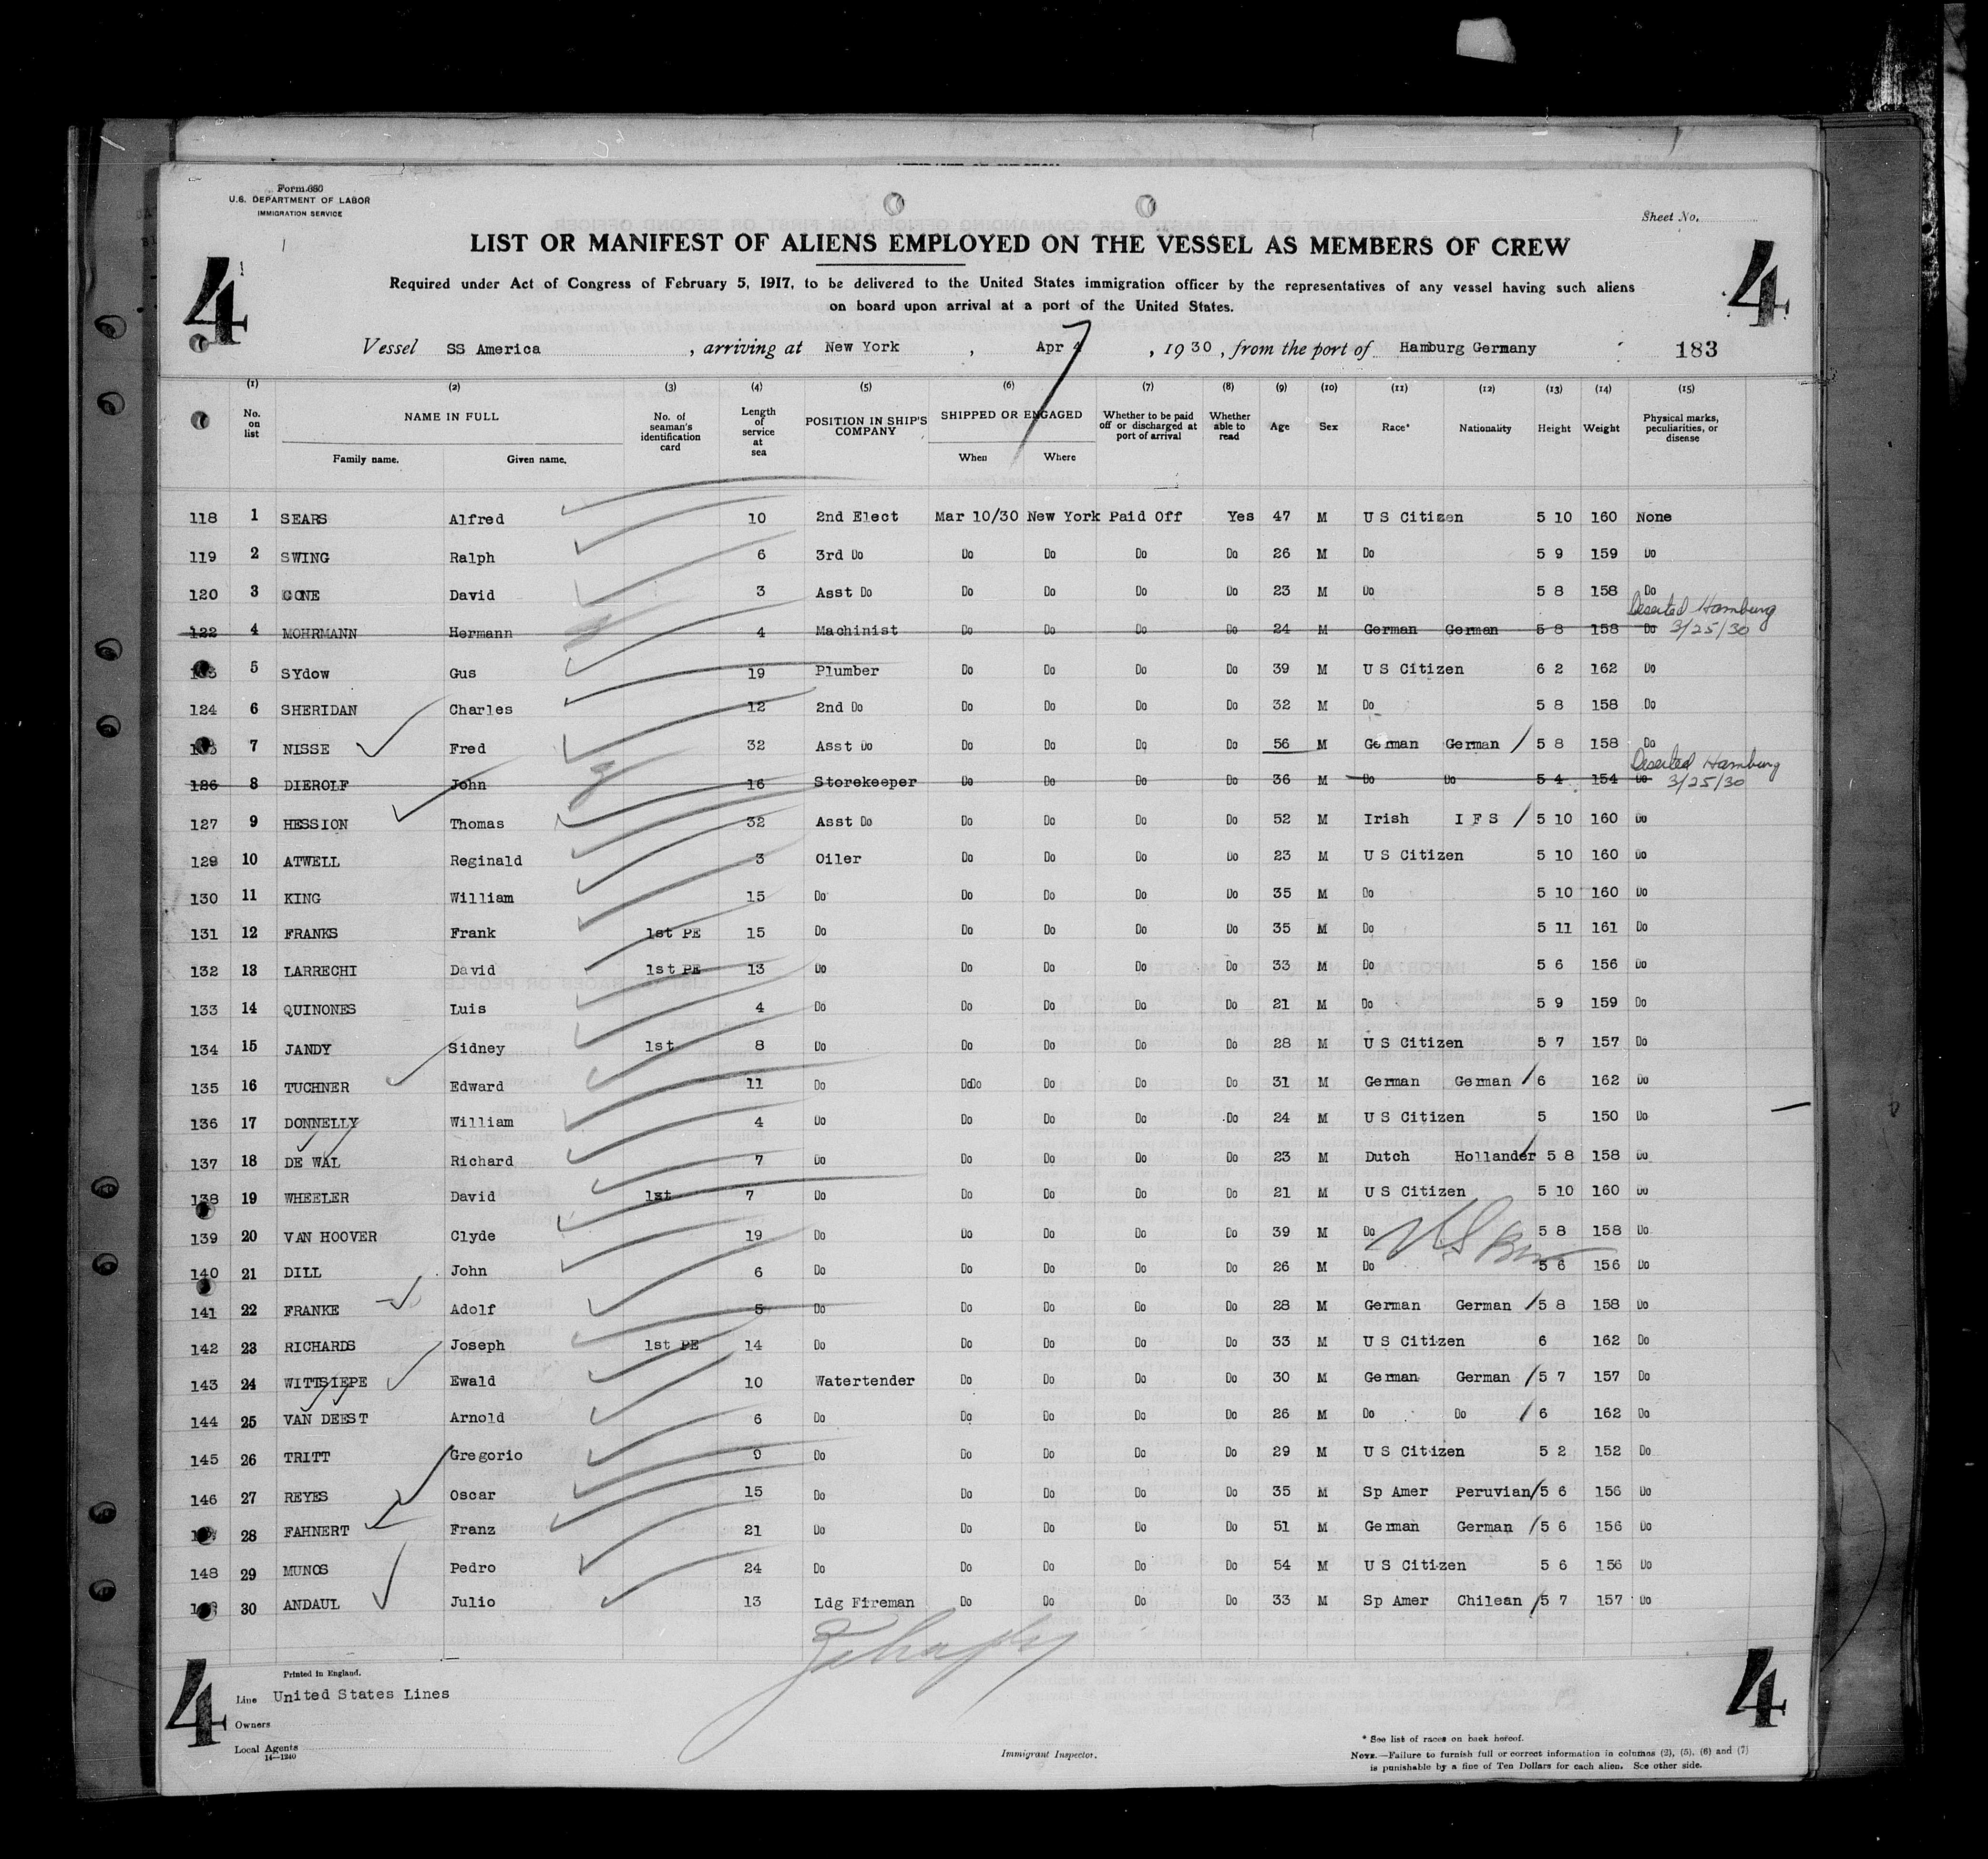 Form 686
U.S. DEPARTMENT OF LABOR
IMMIGRATION SERVICE
Sheet No.
4 LIST OR MANIFEST OF ALIENS EMPLOYED ON THE VESSEL AS MEMBERS OF CREW 4
Required under Act of Congress of February 5, 1917, to be delivered to the United States immigration officer by the representatives of any vessel having such aliens
on board upon arrival at a port of the United States.
Vessel SS America , arriving at New York , Apr 4 , 1930 , from the port of Hamburg Germany 183
7
(1) (2) (3) (4) (5) (6) (7) (8) (9) (10) (11) (12) (13) (14) (15)
No. on list NAME IN FULL Family name. Given name. No. of seaman's identification card Length of service at sea POSITION IN SHIP'S COMPANY SHIPPED OR ENGAGED When Where Whether to be paid off or discharged at port of arrival Whether able to read Age Sex Race* Nationality Height Weight Physical marks, peculiarities, or disease
118 1 SEARS Alfred 10 2nd Elect Mar 10/30 New York Paid Off Yes 47 M U S Citizen 5 10 160 None
119 2 SWING Ralph 6 3rd Do Do Do Do Do 26 M Do 5 9 159 Do
120 3 CONE David 3 Asst Do Do Do Do Do 23 M Do 5 8 158 Do
122 4 MOHRMANN Hermann 4 Machinist Do Do Do Do 24 M German German 5 8 158 Do Deserted Hamburg 3/25/30
5 SYdow Gus 19 Plumber Do Do Do Do 39 M U S Citizen 6 2 162 Do
124 6 SHERIDAN Charles 12 2nd Do Do Do Do Do 32 M Do 5 8 158 Do
7 NISSE Fred 32 Asst Do Do Do Do Do 56 M German German 5 8 158 Do
126 8 DIEROLF John 16 Storekeeper Do Do Do Do 36 M Do Do 5 4 154 Do Deserted Hamburg 3/25/30
127 9 HESSION Thomas 32 Asst Do Do Do Do Do 52 M Irish I F S 5 10 160 Do
129 10 ATWELL Reginald 3 Oiler Do Do Do Do 23 M U S Citizen 5 10 160 Do
130 11 KING William 15 Do Do Do Do Do 35 M Do 5 10 160 Do
131 12 FRANKS Frank 1st PE 15 Do Do Do Do Do 35 M Do 5 11 161 Do
132 13 LARRECHI David 1st PE 13 Do Do Do Do Do 33 M Do 5 6 156 Do
133 14 QUINONES Luis 4 Do Do Do Do Do 21 M Do 5 9 159 Do
134 15 JANDY Sidney 1st 8 Do Do Do Do Do 28 M U S Citizen 5 7 157 Do
135 16 TUCHNER Edward 11 Do DoDo Do Do Do 31 M German German 6 162 Do
136 17 DONNELLY William 4 Do Do Do Do Do 24 M U S Citizen 5 150 Do
137 18 DE WAL Richard 7 Do Do Do Do Do 23 M Dutch Hollander 5 8 158 Do
138 19 WHEELER David 1st 7 Do Do Do Do Do 21 M U S Citizen 5 10 160 Do
139 20 VAN HOOVER Clyde 19 Do Do Do Do Do 39 M Do 5 8 158 Do
140 21 DILL John 6 Do Do Do Do Do 26 M Do 5 6 156 Do
141 22 FRANKE Adolf 5 Do Do Do Do Do 28 M German German 5 8 158 Do
142 23 RICHARDS Joseph 1st PE 14 Do Do Do Do Do 33 M U S Citizen 6 162 Do
143 24 WITTSIEPE Ewald 10 Watertender Do Do Do Do 30 M German German 5 7 157 Do
144 25 VAN DEEST Arnold 6 Do Do Do Do Do 26 M Do Do 6 162 Do
145 26 TRITT Gregorio 9 Do Do Do Do Do 29 M U S Citizen 5 2 152 Do
146 27 REYES Oscar 15 Do Do Do Do Do 35 M Sp Amer Peruvian 5 6 156 Do
28 FAHNERT Franz 21 Do Do Do Do Do 51 M German German 5 6 156 Do
148 29 MUNOS Pedro 24 Do Do Do Do Do 54 M U S Citizen 5 6 156 Do
30 ANDAUL Julio 13 Ldg Fireman Do Do Do Do 33 M Sp Amer Chilean 5 7 157 Do
4 4
Printed in England.
Line United States Lines
Owners
Local Agents
14—1240
Immigrant Inspector.
* See list of races on back hereof.
NOTE.—Failure to furnish full or correct information in columns (2), (5), (6) and (7)
is punishable by a fine of Ten Dollars for each alien. See other side.